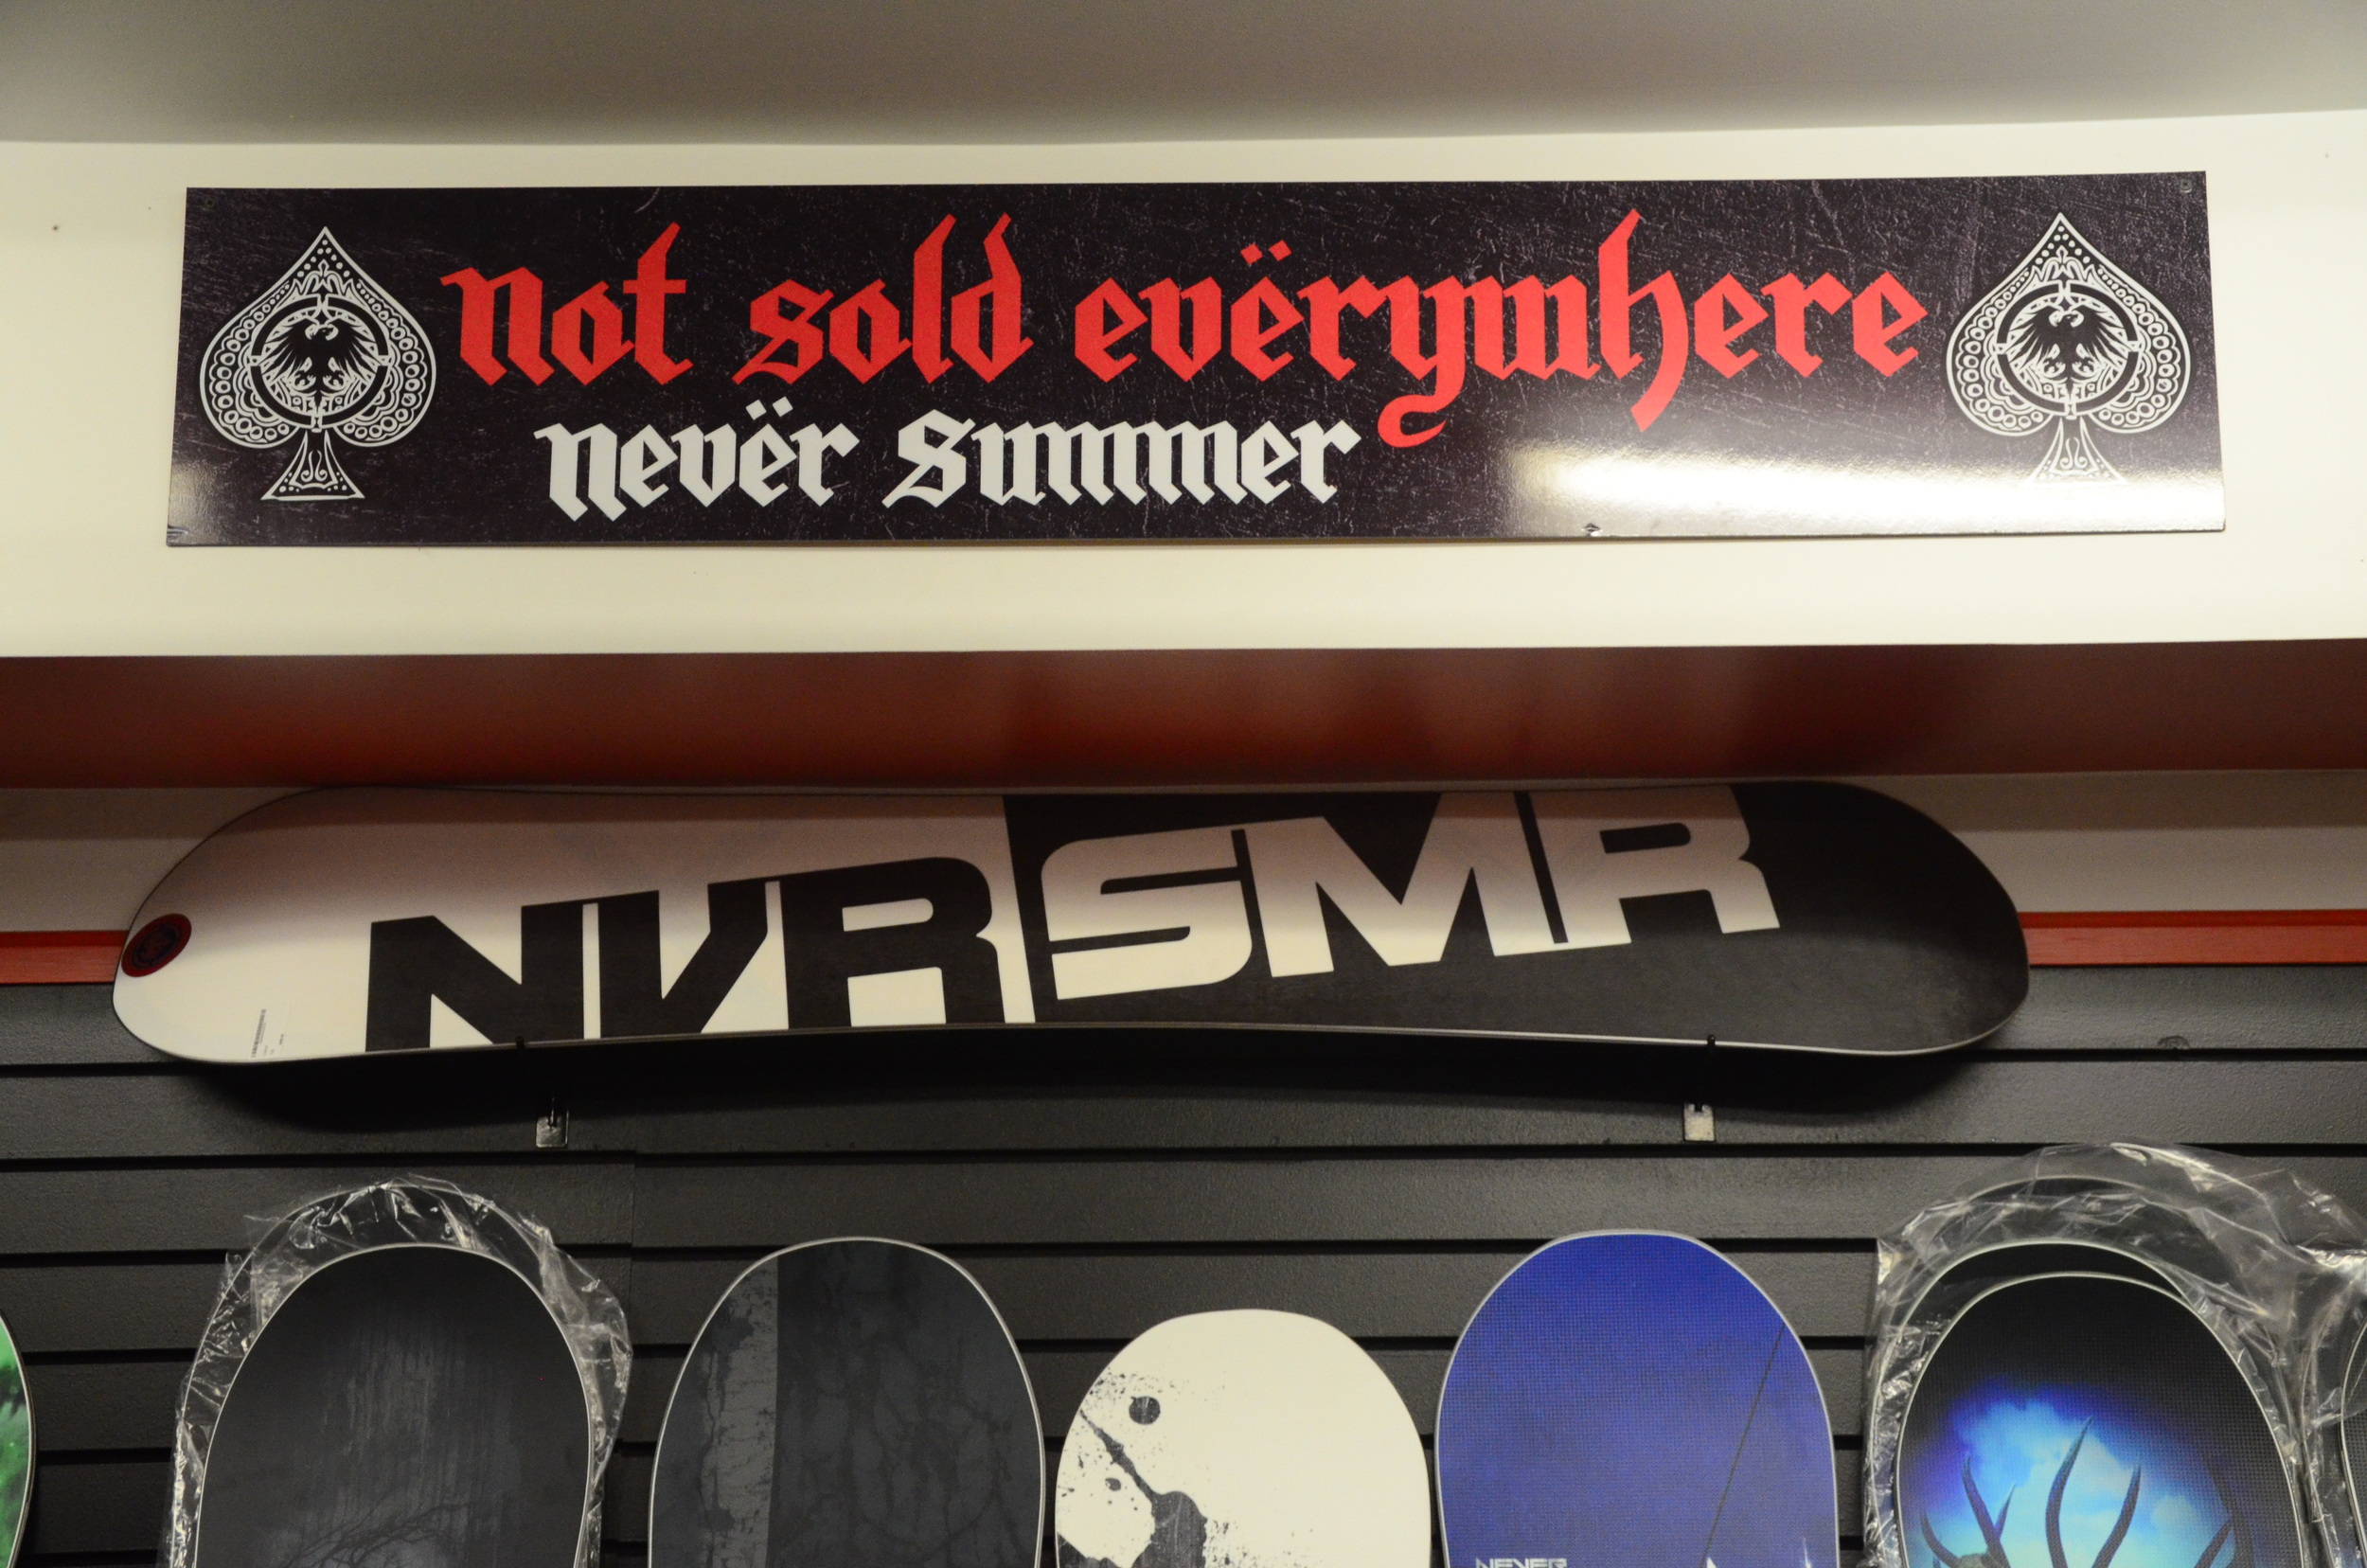 not sold evërywhere
nevër summer
NVRSMR
NEVER